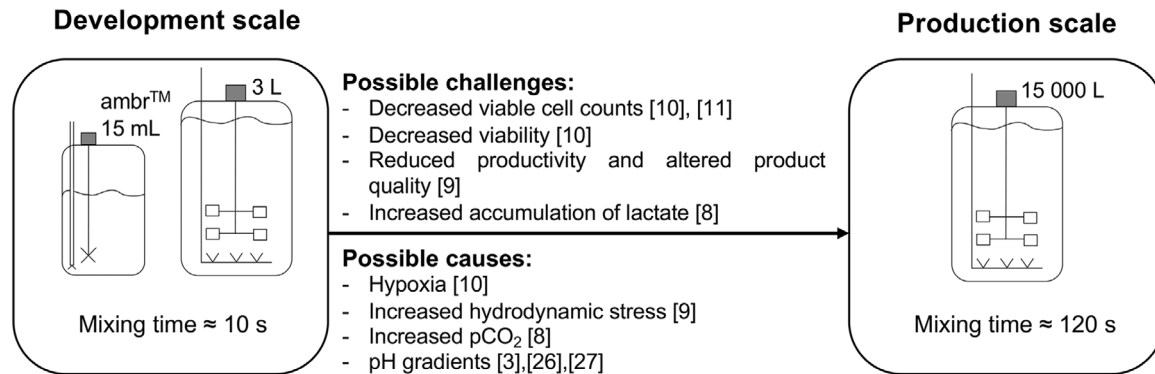 Development scale
ambr™
15 mL
3 L
Mixing time ≈ 10 s
Possible challenges:
- Decreased viable cell counts [10], [11]
- Decreased viability [10]
- Reduced productivity and altered product
quality [9]
- Increased accumulation of lactate [8]
Possible causes:
- Hypoxia [10]
- Increased hydrodynamic stress [9]
- Increased pCO₂ [8]
- pH gradients [3],[26],[27]
Production scale
15 000 L
Mixing time ≈ 120 s